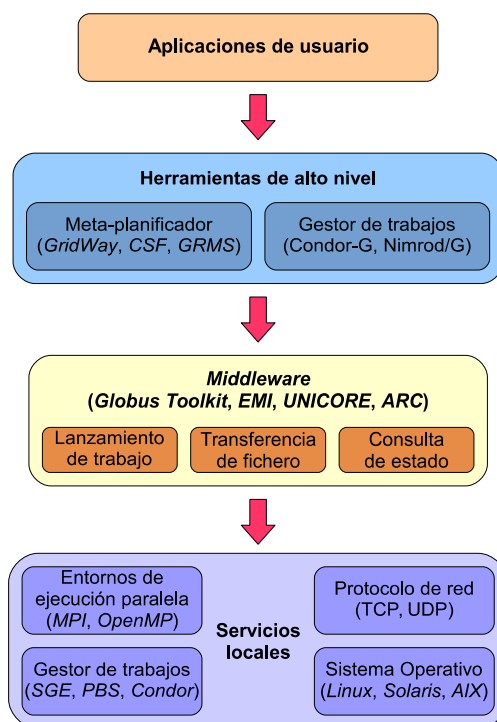 Aplicaciones de usuario
Herramientas de alto nivel
Meta-planificador
(GridWay, CSF, GRMS)
Gestor de trabajos
(Condor-G, Nimrod/G)
Middleware
(Globus Toolkit, EMI, UNICORE, ARC)
Lanzamiento
de trabajo
Transferencia
de fichero
Consulta
de estado
Entornos de
ejecución paralela
(MPI, OpenMP)
Protocolo de red
(TCP, UDP)
Servicios
locales
Gestor de trabajos
(SGE, PBS, Condor)
Sistema Operativo
(Linux, Solaris, AIX)